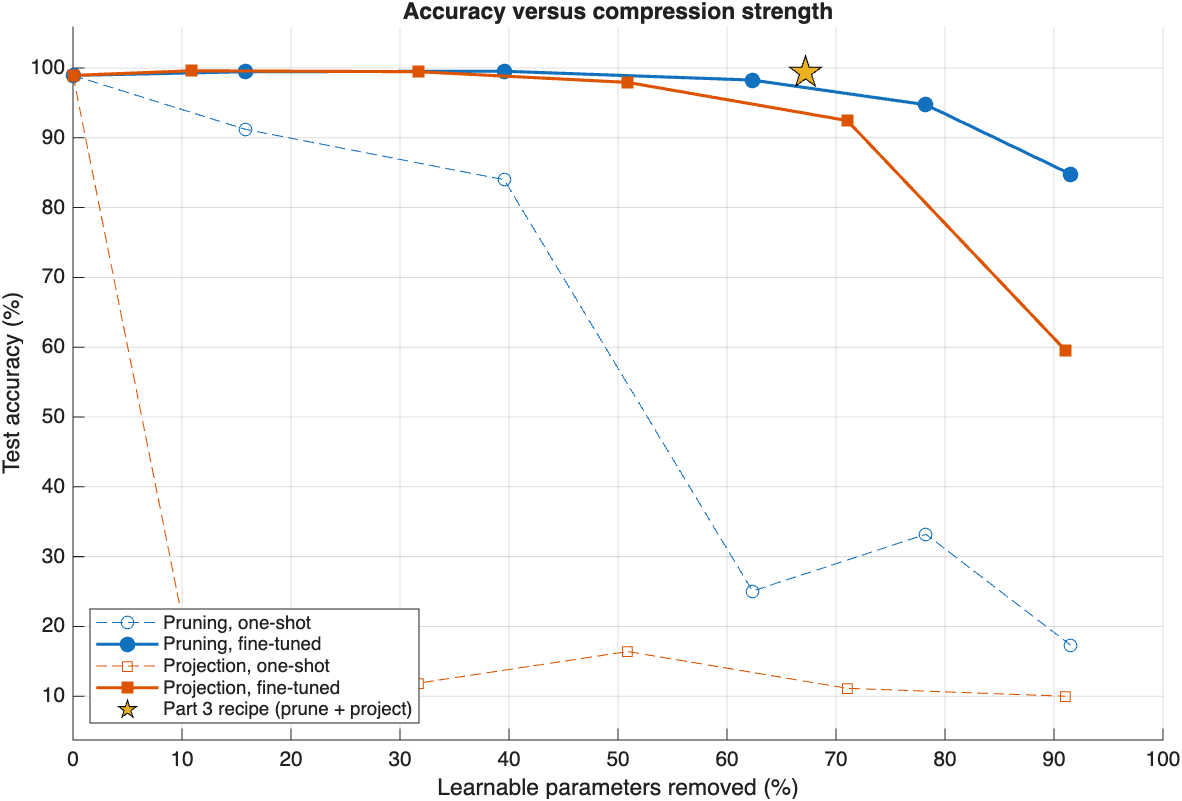 Accuracy versus compression strength
Test accuracy (%)
100
90
80
70
60
50
40
30
20
10
Pruning, one-shot
Pruning, fine-tuned
Projection, one-shot
Projection, fine-tuned
Part 3 recipe (prune + project)
0 10 20 30 40 50 60 70 80 90 100
Learnable parameters removed (%)